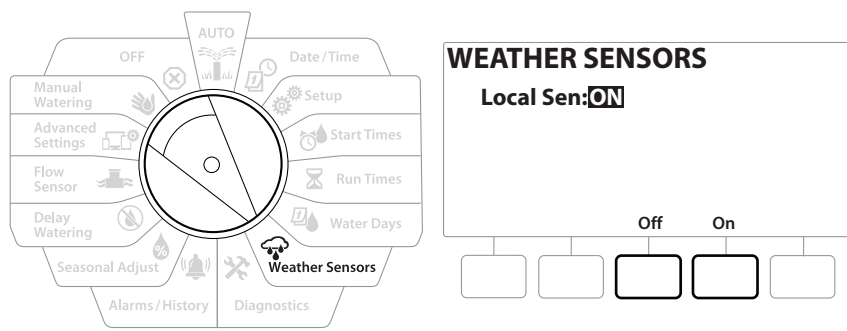 AUTO
OFF
Date/Time
Manual
Watering
Setup
Advanced
Settings
Start Times
Flow
Sensor
Run Times
Delay
Watering
Water Days
Seasonal Adjust
Weather Sensors
Alarms/History
Diagnostics
WEATHER SENSORS
Local Sen:ON
Off On